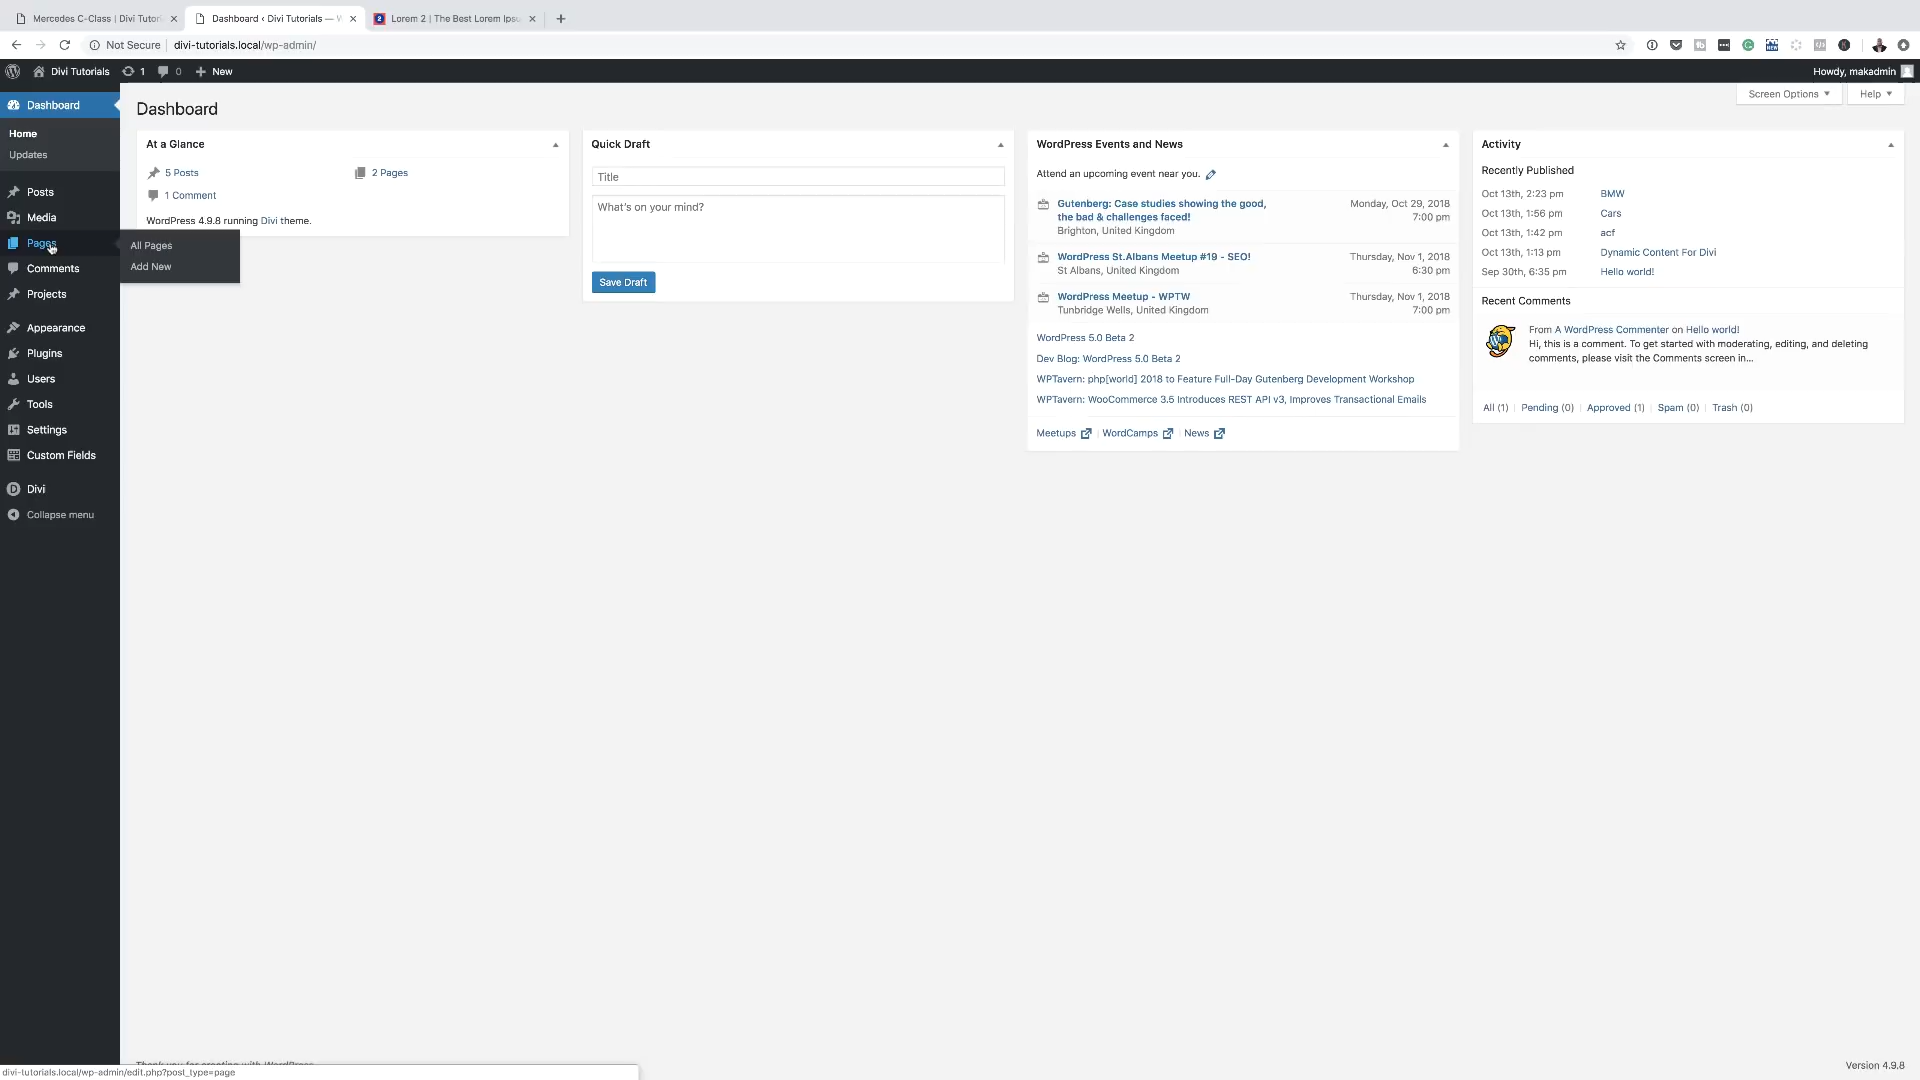 Mercedes C-Class | Divi Tutori
Dashboard ‹ Divi Tutorials — W
Lorem 2 | The Best Lorem Ipsu
Not Secure
divi-tutorials.local/wp-admin/
Divi Tutorials
1
0
New
Howdy, makadmin
Dashboard
Home
Updates
Posts
Media
Pages
All Pages
Add New
Comments
Projects
Appearance
Plugins
Users
Tools
Settings
Custom Fields
Divi
Collapse menu
Dashboard
Screen Options
Help
At a Glance
5 Posts
2 Pages
1 Comment
WordPress 4.9.8 running Divi theme.
Quick Draft
Title
What's on your mind?
Save Draft
WordPress Events and News
Attend an upcoming event near you.
Gutenberg: Case studies showing the good,
the bad & challenges faced!
Brighton, United Kingdom
Monday, Oct 29, 2018
7:00 pm
WordPress St.Albans Meetup #19 - SEO!
St Albans, United Kingdom
Thursday, Nov 1, 2018
6:30 pm
WordPress Meetup - WPTW
Tunbridge Wells, United Kingdom
Thursday, Nov 1, 2018
7:00 pm
WordPress 5.0 Beta 2
Dev Blog: WordPress 5.0 Beta 2
WPTavern: php[world] 2018 to Feature Full-Day Gutenberg Development Workshop
WPTavern: WooCommerce 3.5 Introduces REST API v3, Improves Transactional Emails
Meetups | WordCamps | News
Activity
Recently Published
Oct 13th, 2:23 pm BMW
Oct 13th, 1:56 pm Cars
Oct 13th, 1:42 pm acf
Oct 13th, 1:13 pm Dynamic Content For Divi
Sep 30th, 6:35 pm Hello world!
Recent Comments
From A WordPress Commenter on Hello world!
Hi, this is a comment. To get started with moderating, editing, and deleting
comments, please visit the Comments screen in…
All (1) | Pending (0) | Approved (1) | Spam (0) | Trash (0)
Thank you for creating with WordPress.
Version 4.9.8
divi-tutorials.local/wp-admin/edit.php?post_type=page